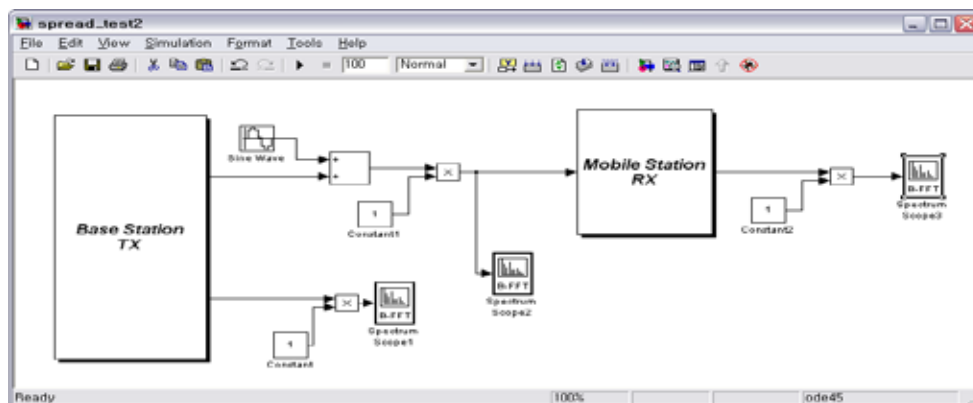 spread_test2
File Edit View Simulation Format Tools Help
100 Normal
Sine Wave
+
+
×
1
Constant1
Base Station
TX
Mobile Station
RX
×
1
Constant2
B-FFT
Spectrum
Scope3
B-FFT
Spectrum
Scope2
×
1
Constant
B-FFT
Spectrum
Scope1
Ready 100% ode45